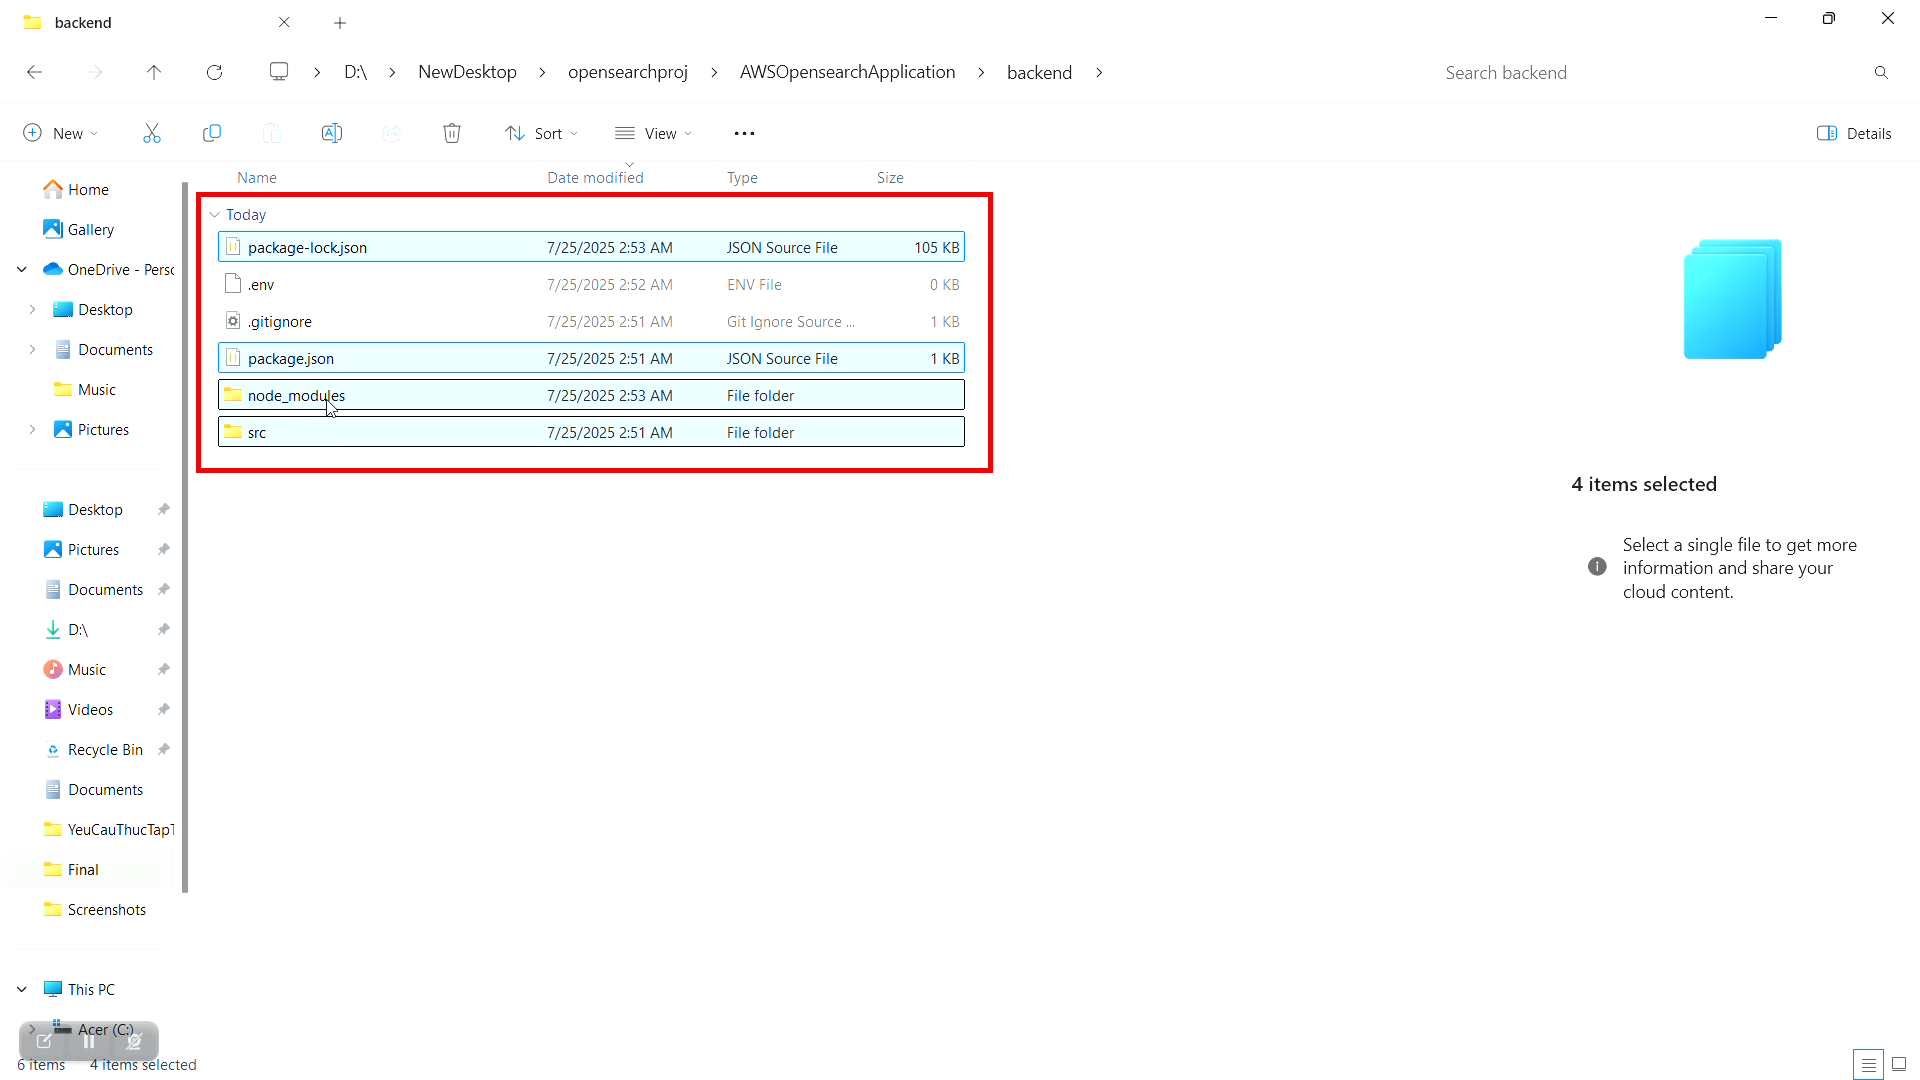 backend
D:\ > NewDesktop > opensearchproj > AWSOpensearchApplication > backend >
Search backend
New
Sort
View
Details
Name Date modified Type Size
Home
Gallery
OneDrive - Persc
Desktop
Documents
Music
Pictures
Desktop
Pictures
Documents
D:\
Music
Videos
Recycle Bin
Documents
YeuCauThucTapT
Final
Screenshots
This PC
Acer (C:)
Today
package-lock.json 7/25/2025 2:53 AM JSON Source File 105 KB
.env 7/25/2025 2:52 AM ENV File 0 KB
.gitignore 7/25/2025 2:51 AM Git Ignore Source ... 1 KB
package.json 7/25/2025 2:51 AM JSON Source File 1 KB
node_modules 7/25/2025 2:53 AM File folder
src 7/25/2025 2:51 AM File folder
4 items selected
Select a single file to get more
information and share your
cloud content.
6 items 4 items selected